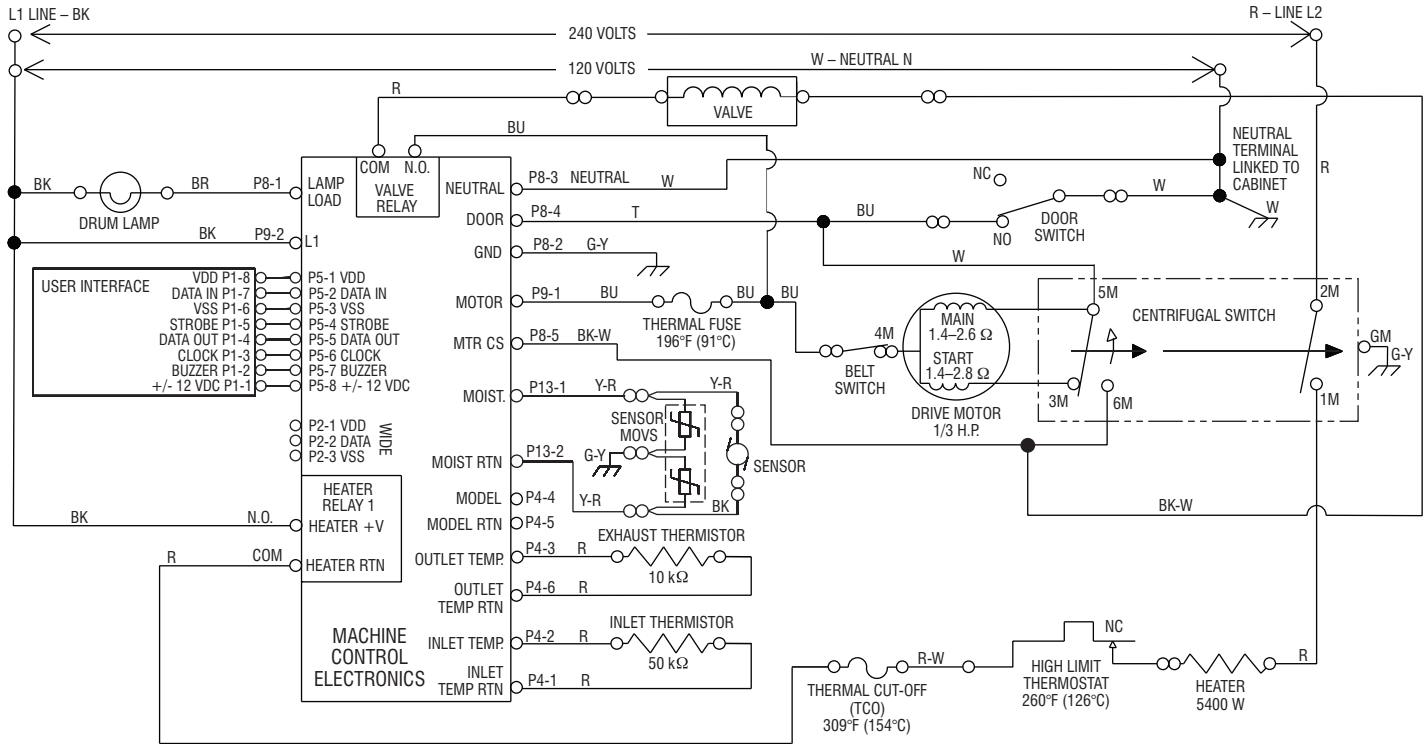 L1 LINE – BK
R – LINE L2
240 VOLTS
W – NEUTRAL N
120 VOLTS
R
VALVE
BU
NEUTRAL
TERMINAL
LINKED TO
CABINET
R
COM N.O.
VALVE
RELAY
BK
BR
P8-1
LAMP
LOAD
DRUM LAMP
NEUTRAL
P8-3 NEUTRAL W
NC
W
W
DOOR
P8-4
T
BU
DOOR
SWITCH
NO
BK
P9-2
L1
GND
P8-2 G-Y
W
USER INTERFACE
VDD P1-8
P5-1 VDD
DATA IN P1-7
P5-2 DATA IN
VSS P1-6
P5-3 VSS
STROBE P1-5
P5-4 STROBE
DATA OUT P1-4
P5-5 DATA OUT
CLOCK P1-3
P5-6 CLOCK
BUZZER P1-2
P5-7 BUZZER
+/- 12 VDC P1-1
P5-8 +/- 12 VDC
MOTOR
P9-1
BU
BU
BU
THERMAL FUSE
196°F (91°C)
5M
2M
CENTRIFUGAL SWITCH
MAIN
1.4–2.6 Ω
START
1.4–2.8 Ω
4M
GM
G-Y
MTR CS
P8-5 BK-W
BELT
SWITCH
3M
6M
1M
DRIVE MOTOR
1/3 H.P.
MOIST.
P13-1
Y-R
Y-R
SENSOR
MOVS
G-Y
SENSOR
P2-1 VDD
P2-2 DATA
P2-3 VSS
WIDE
MOIST RTN
P13-2
Y-R
BK
HEATER
RELAY 1
BK
N.O.
HEATER +V
MODEL
P4-4
MODEL RTN
P4-5
BK-W
R
COM
HEATER RTN
EXHAUST THERMISTOR
OUTLET TEMP.
P4-3 R
10 kΩ
OUTLET
TEMP RTN
P4-6 R
INLET THERMISTOR
INLET TEMP.
P4-2 R
50 kΩ
INLET
TEMP RTN
P4-1 R
MACHINE
CONTROL
ELECTRONICS
R-W
NC
R
THERMAL CUT-OFF
(TCO)
309°F (154°C)
HIGH LIMIT
THERMOSTAT
260°F (126°C)
HEATER
5400 W